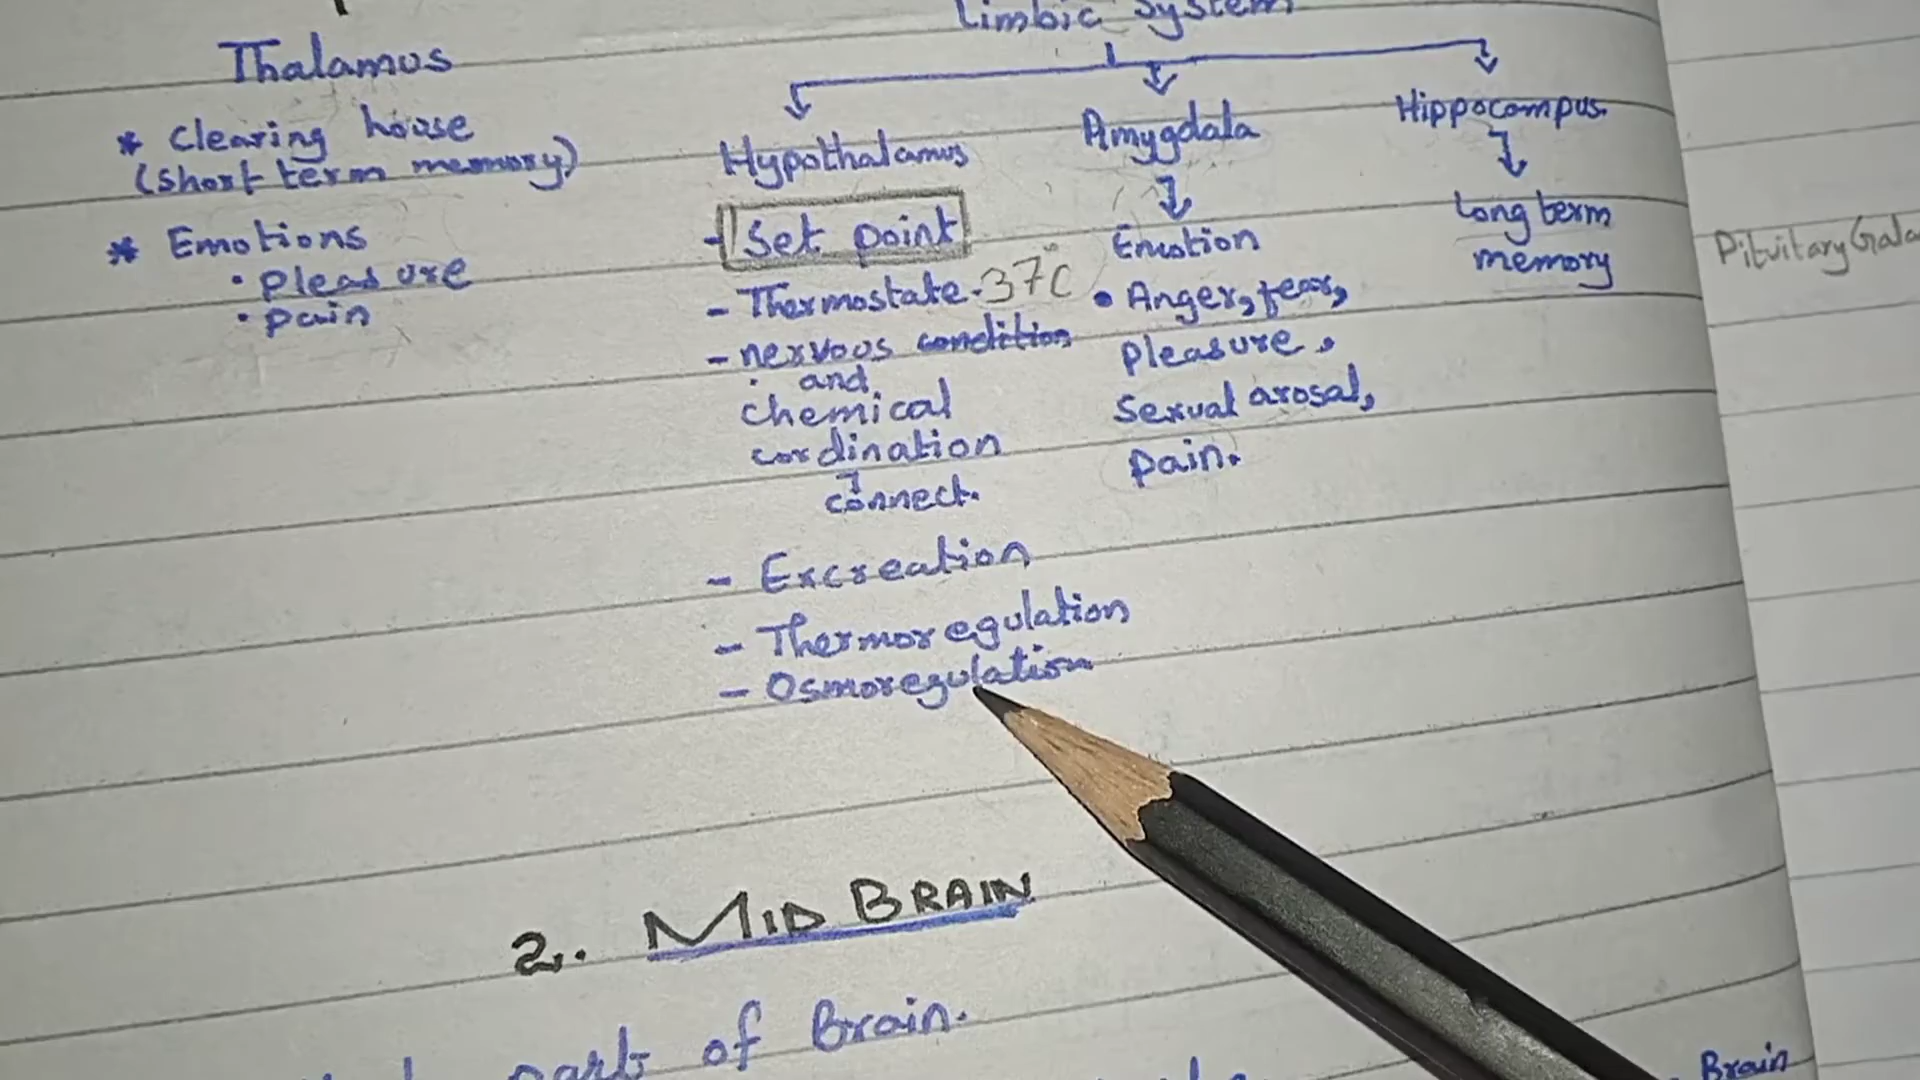 Limbic System
Thalamus
* Clearing house
(Short term memory)
* Emotions
• pleasure
• pain
Hypothalamus
- Set point
- Thermostate. 37°C
- nervous condition
and
chemical
cordination
connect.
- Excreation
- Thermoregulation
- Osmoregulation
Amygdala
Emotion
• Anger, fear,
pleasure,
Sexual arosal,
pain.
Hippocampus.
Long term
memory
Pituitary Gala
2. MID BRAIN
part of Brain.
Brain